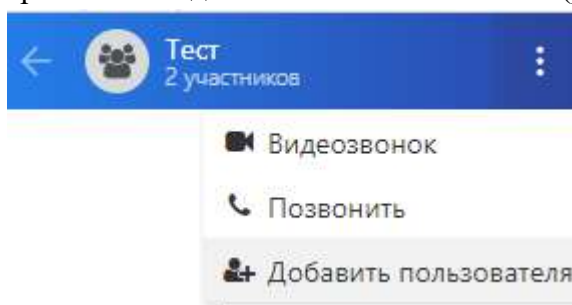 Тест
2 участников
Видеозвонок
Позвонить
Добавить пользователя